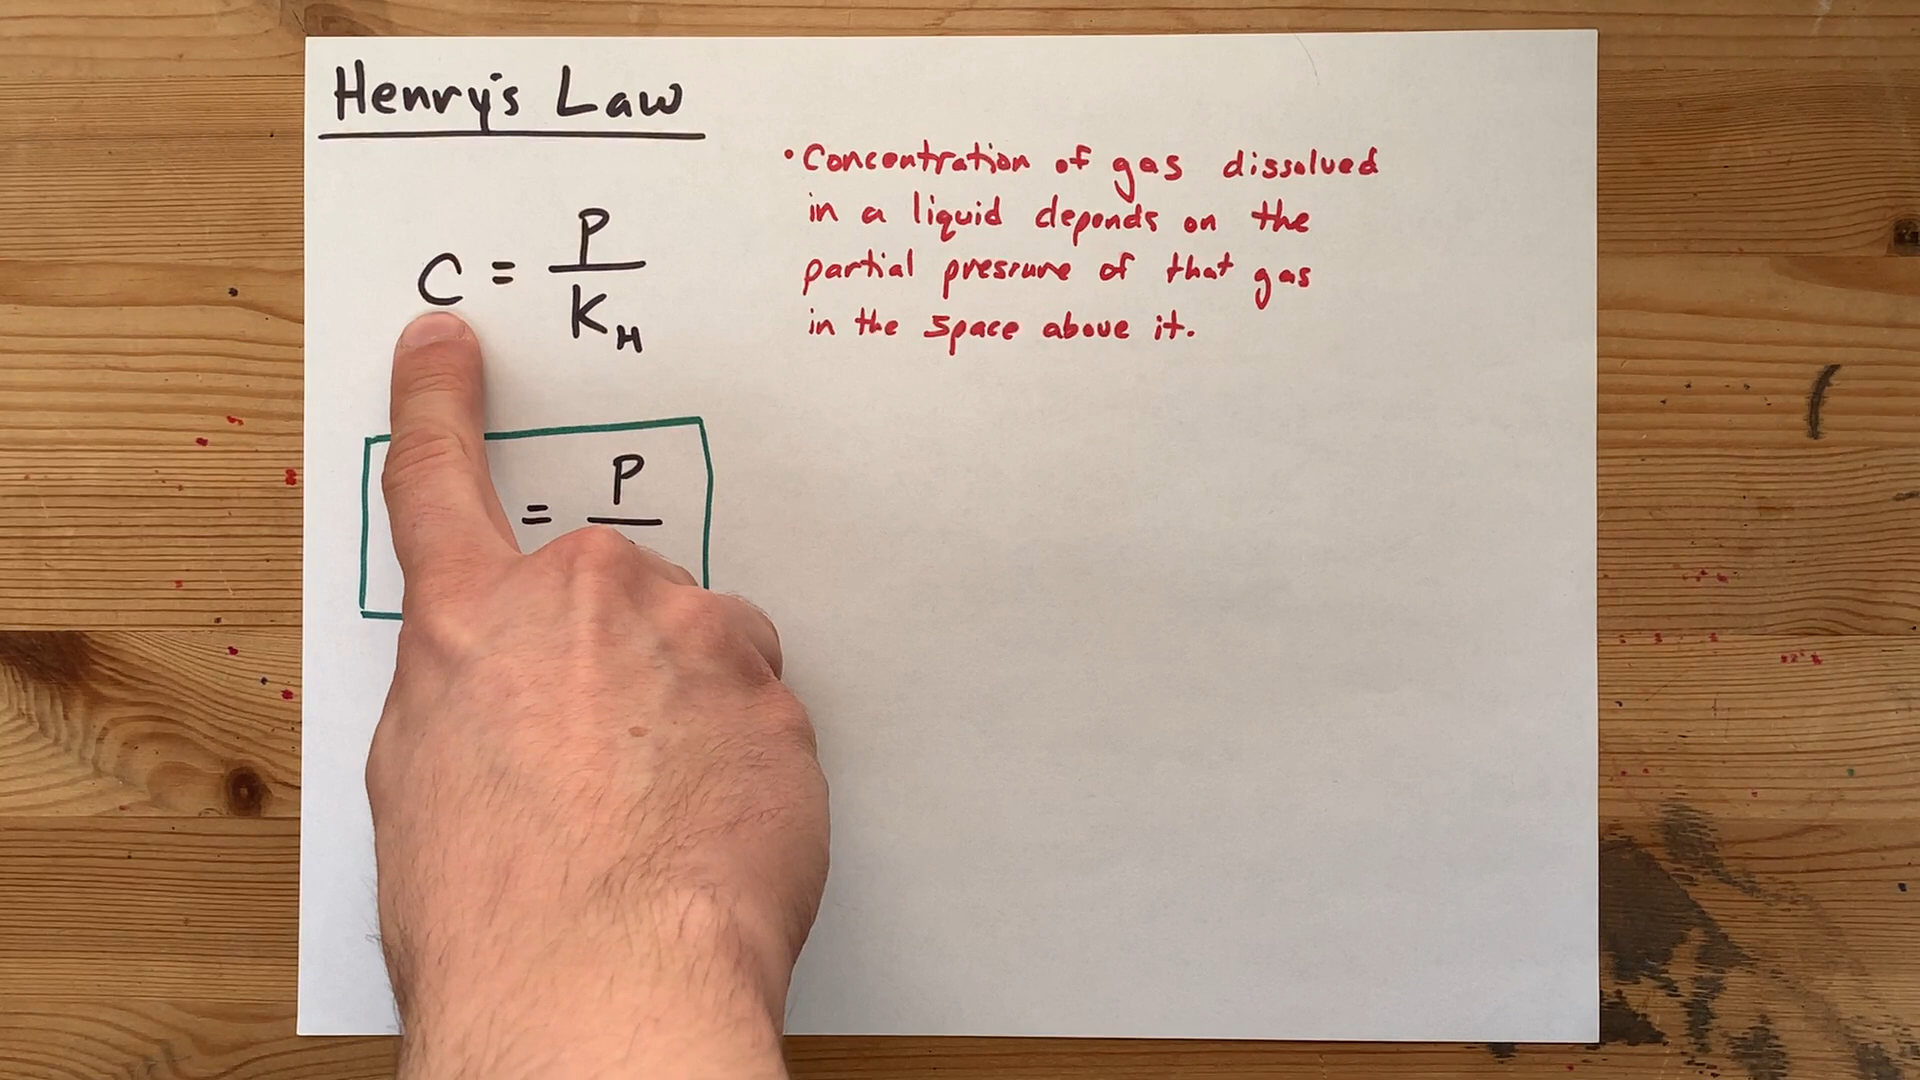 Henry's Law
C = P / K_H
• Concentration of gas dissolved
in a liquid depends on the
partial pressure of that gas
in the space above it.
= P